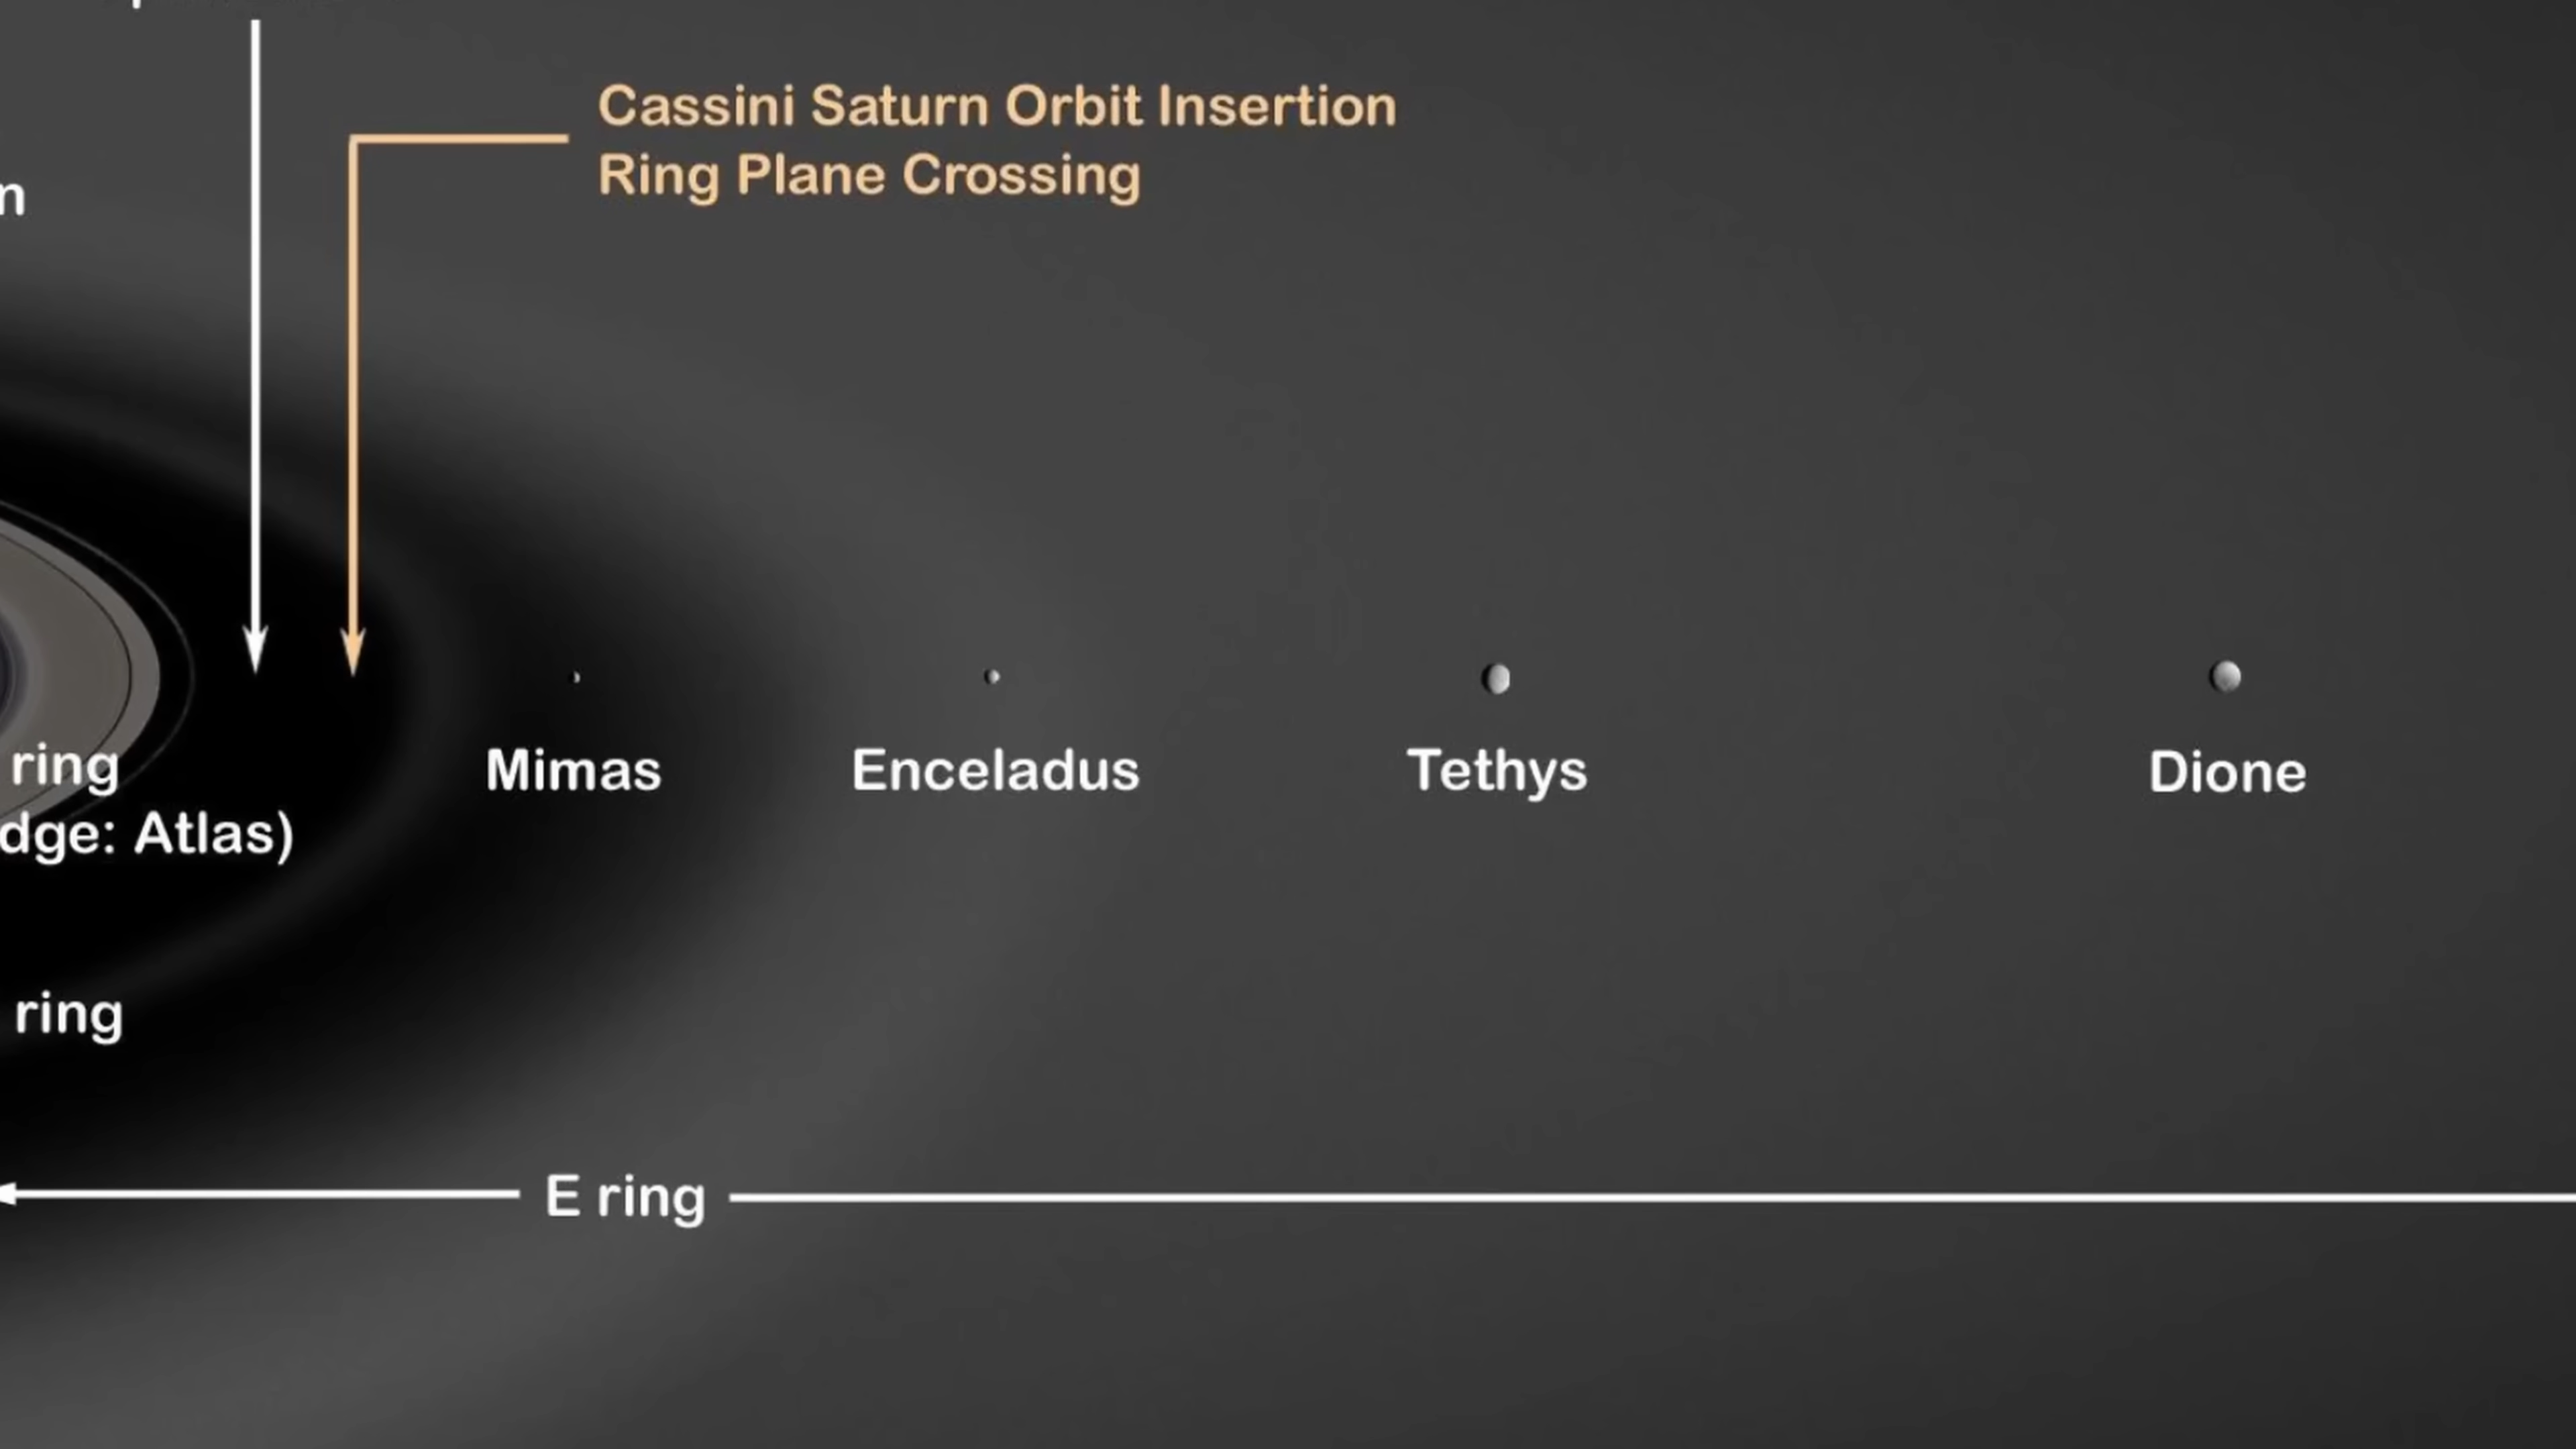 Cassini Saturn Orbit Insertion
Ring Plane Crossing
n
Mimas
Enceladus
Tethys
Dione
ring
dge: Atlas)
ring
E ring